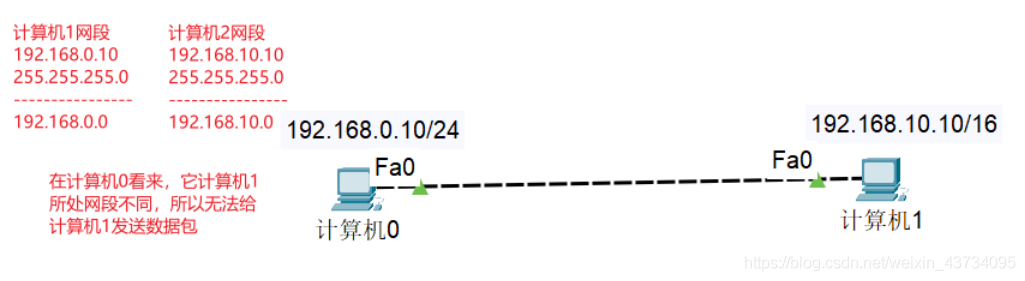 计算机1网段 计算机2网段
192.168.0.10 192.168.10.10
255.255.255.0 255.255.255.0
---------------- ----------------
192.168.0.0 192.168.10.0
192.168.0.10/24
192.168.10.10/16
Fa0
Fa0
计算机0
计算机1
在计算机0看来，它计算机1
所处网段不同，所以无法给
计算机1发送数据包
https://blog.csdn.net/weixin_43734095